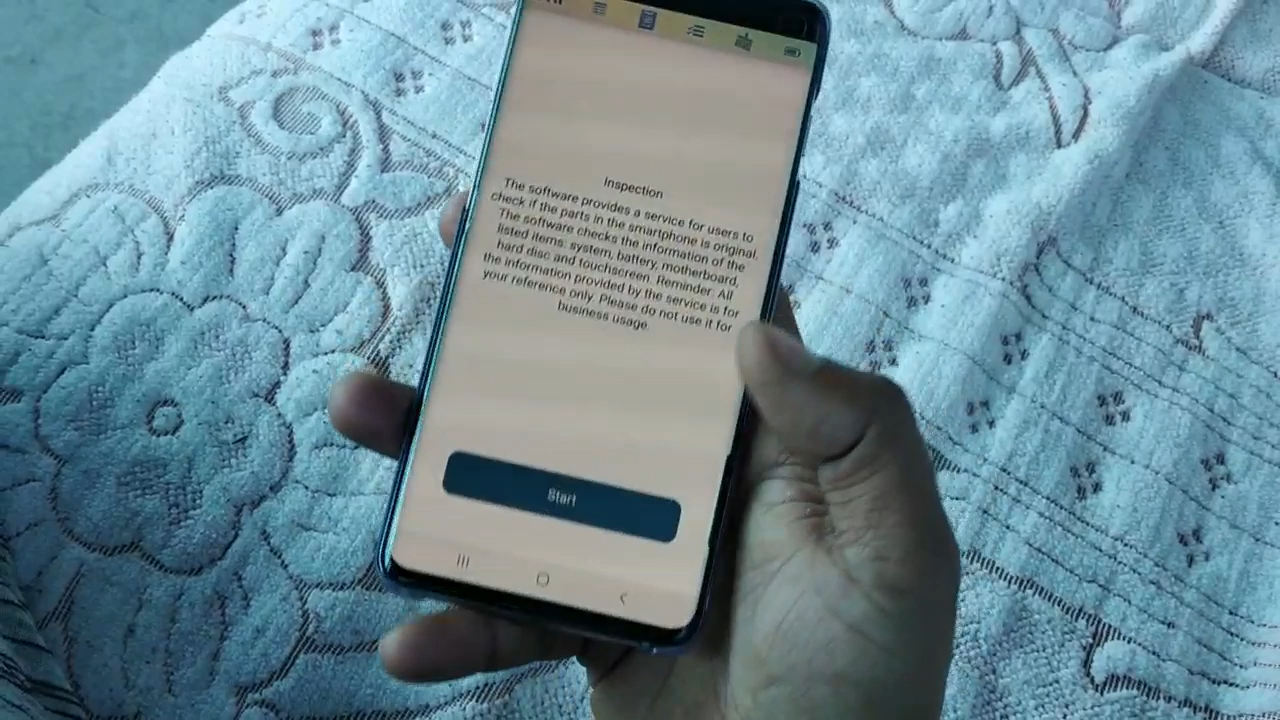 Inspection
The software provides a service for users to
check if the parts in the smartphone is original.
The software checks the information of the
listed items: system, battery, motherboard,
hard disc and touchscreen. Reminder: All
the information provided by the service is for
your reference only. Please do not use it for
business usage.
Start